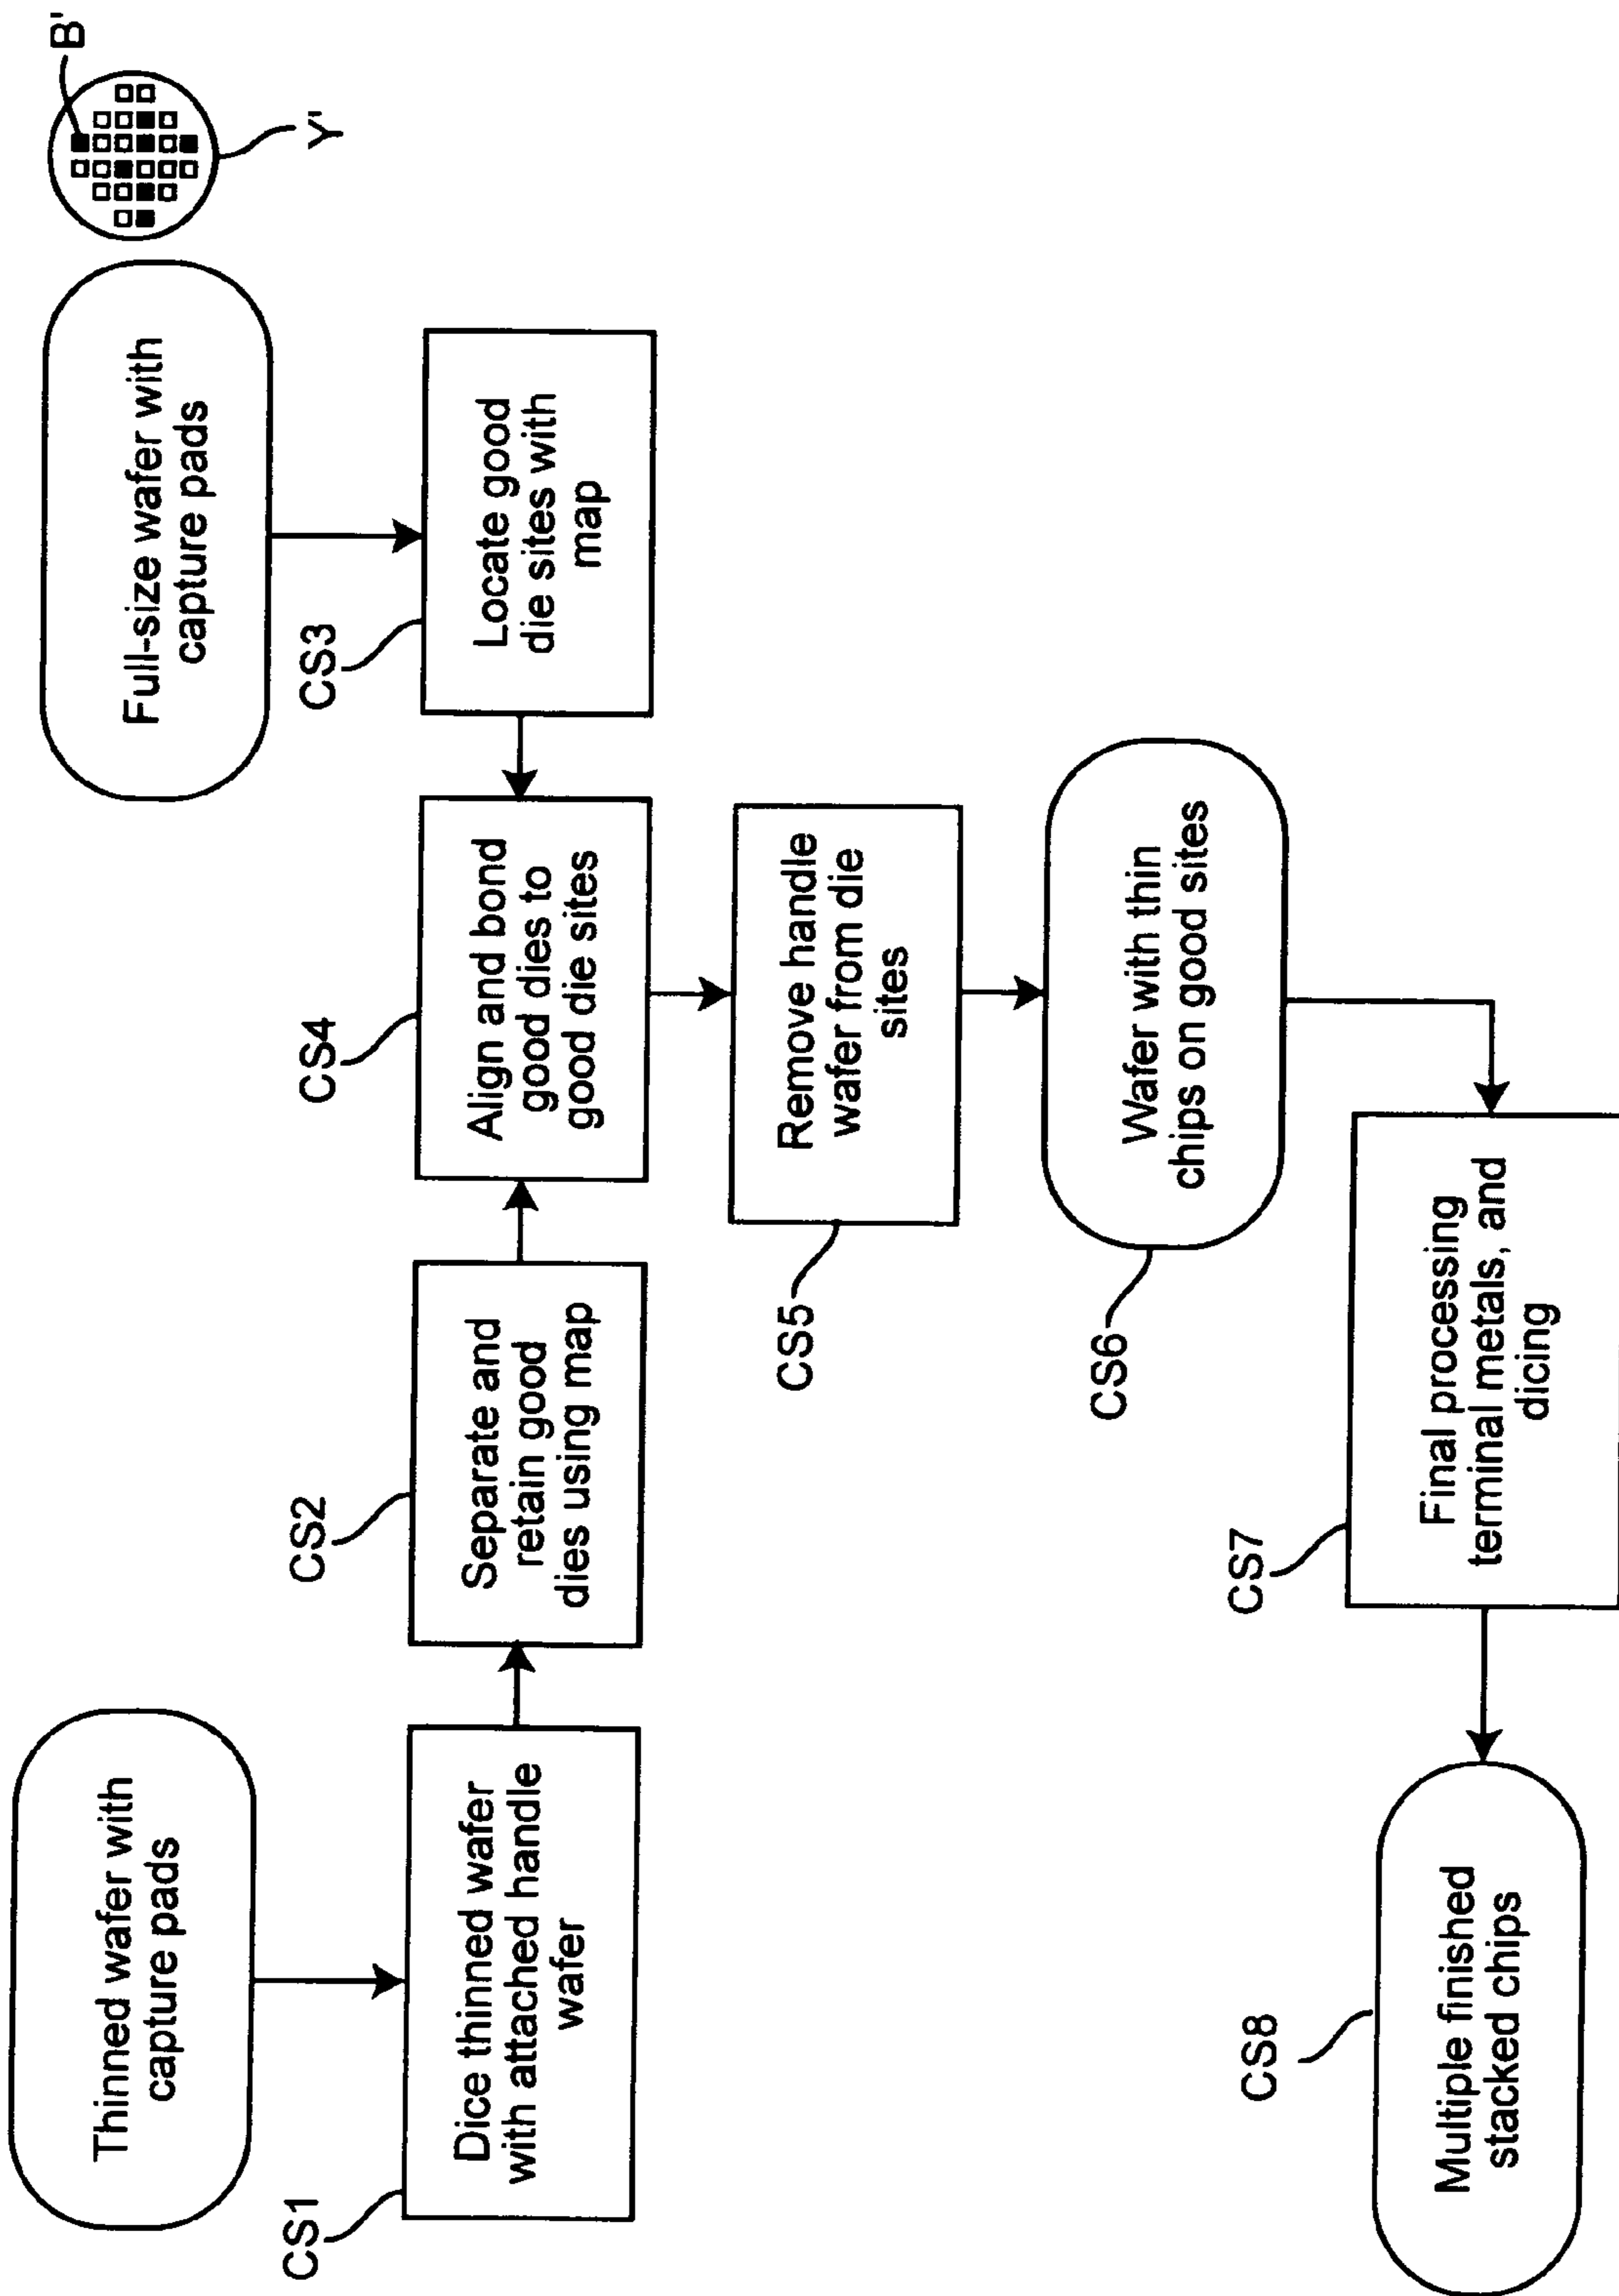 Thinned wafer with
capture pads
Full-size wafer with
capture pads
B'
Y'
CS1
Dice thinned wafer
with attached handle
wafer
CS2
Separate and
retain good
dies using map
CS4
Align and bond
good dies to
good die sites
CS3
Locate good
die sites with
map
CS5
Remove handle
wafer from die
sites
CS6
Wafer with thin
chips on good sites
CS8
Multiple finished
stacked chips
CS7
Final processing
terminal metals, and
dicing